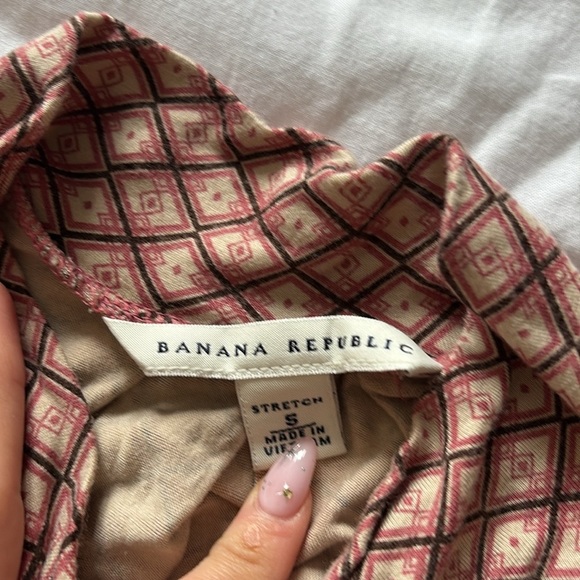 BANANA REPUBLIC
STRETCH
S
MADE IN
VIETNAM